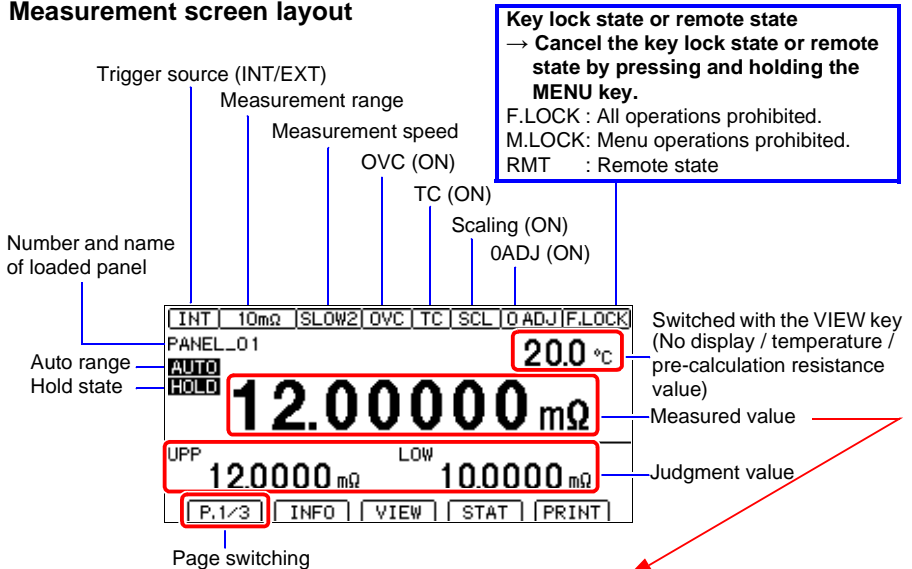 Measurement screen layout
Key lock state or remote state
→ Cancel the key lock state or remote
state by pressing and holding the
MENU key.
F.LOCK : All operations prohibited.
M.LOCK: Menu operations prohibited.
RMT : Remote state
Trigger source (INT/EXT)
Measurement range
Measurement speed
OVC (ON)
TC (ON)
Scaling (ON)
0ADJ (ON)
Number and name
of loaded panel
Auto range
Hold state
INT 10mΩ SLOW2 OVC TC SCL 0 ADJ F.LOCK
PANEL_01
20.0 °C
AUTO
HOLD
12.00000 mΩ
UPP 12.0000 mΩ LOW 10.0000 mΩ
P.1/3 INFO VIEW STAT PRINT
Switched with the VIEW key
(No display / temperature /
pre-calculation resistance
value)
Measured value
Judgment value
Page switching